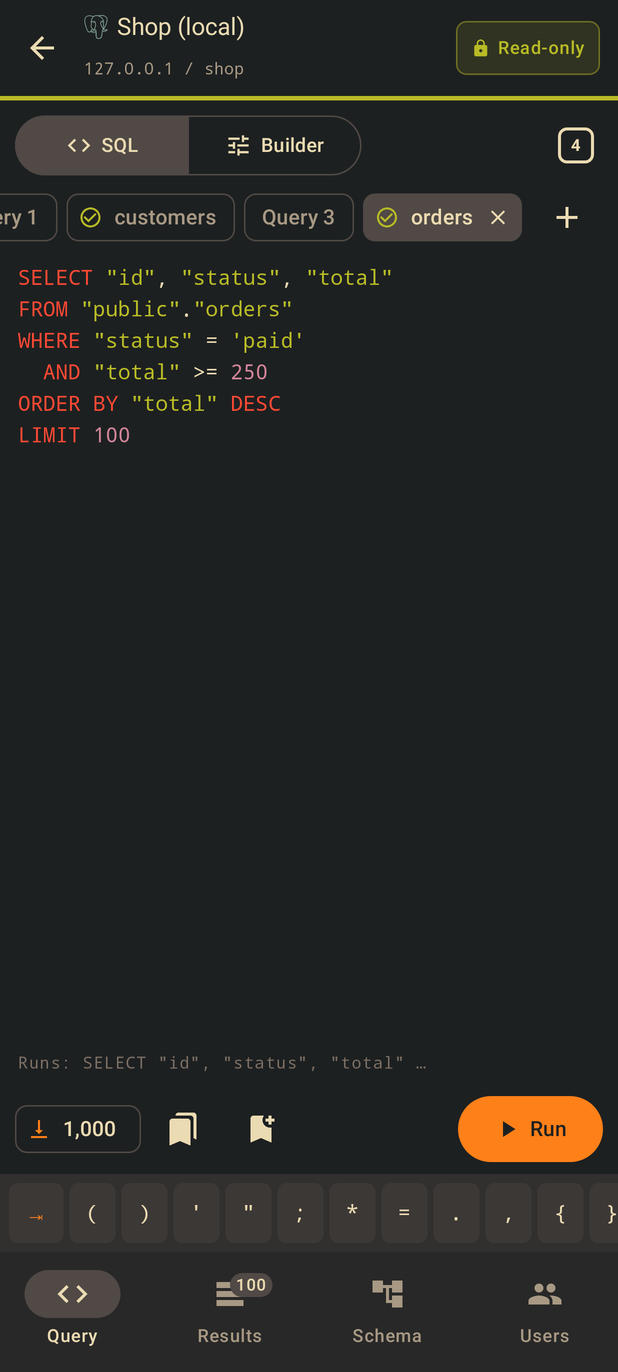 Shop (local)
127.0.0.1 / shop
Read-only
SQL
Builder
4
ery 1
customers
Query 3
orders
SELECT "id", "status", "total"
FROM "public"."orders"
WHERE "status" = 'paid'
AND "total" >= 250
ORDER BY "total" DESC
LIMIT 100
Runs: SELECT "id", "status", "total" …
1,000
Run
⇥ ( ) ' " ; * = . , { }
100
Query
Results
Schema
Users